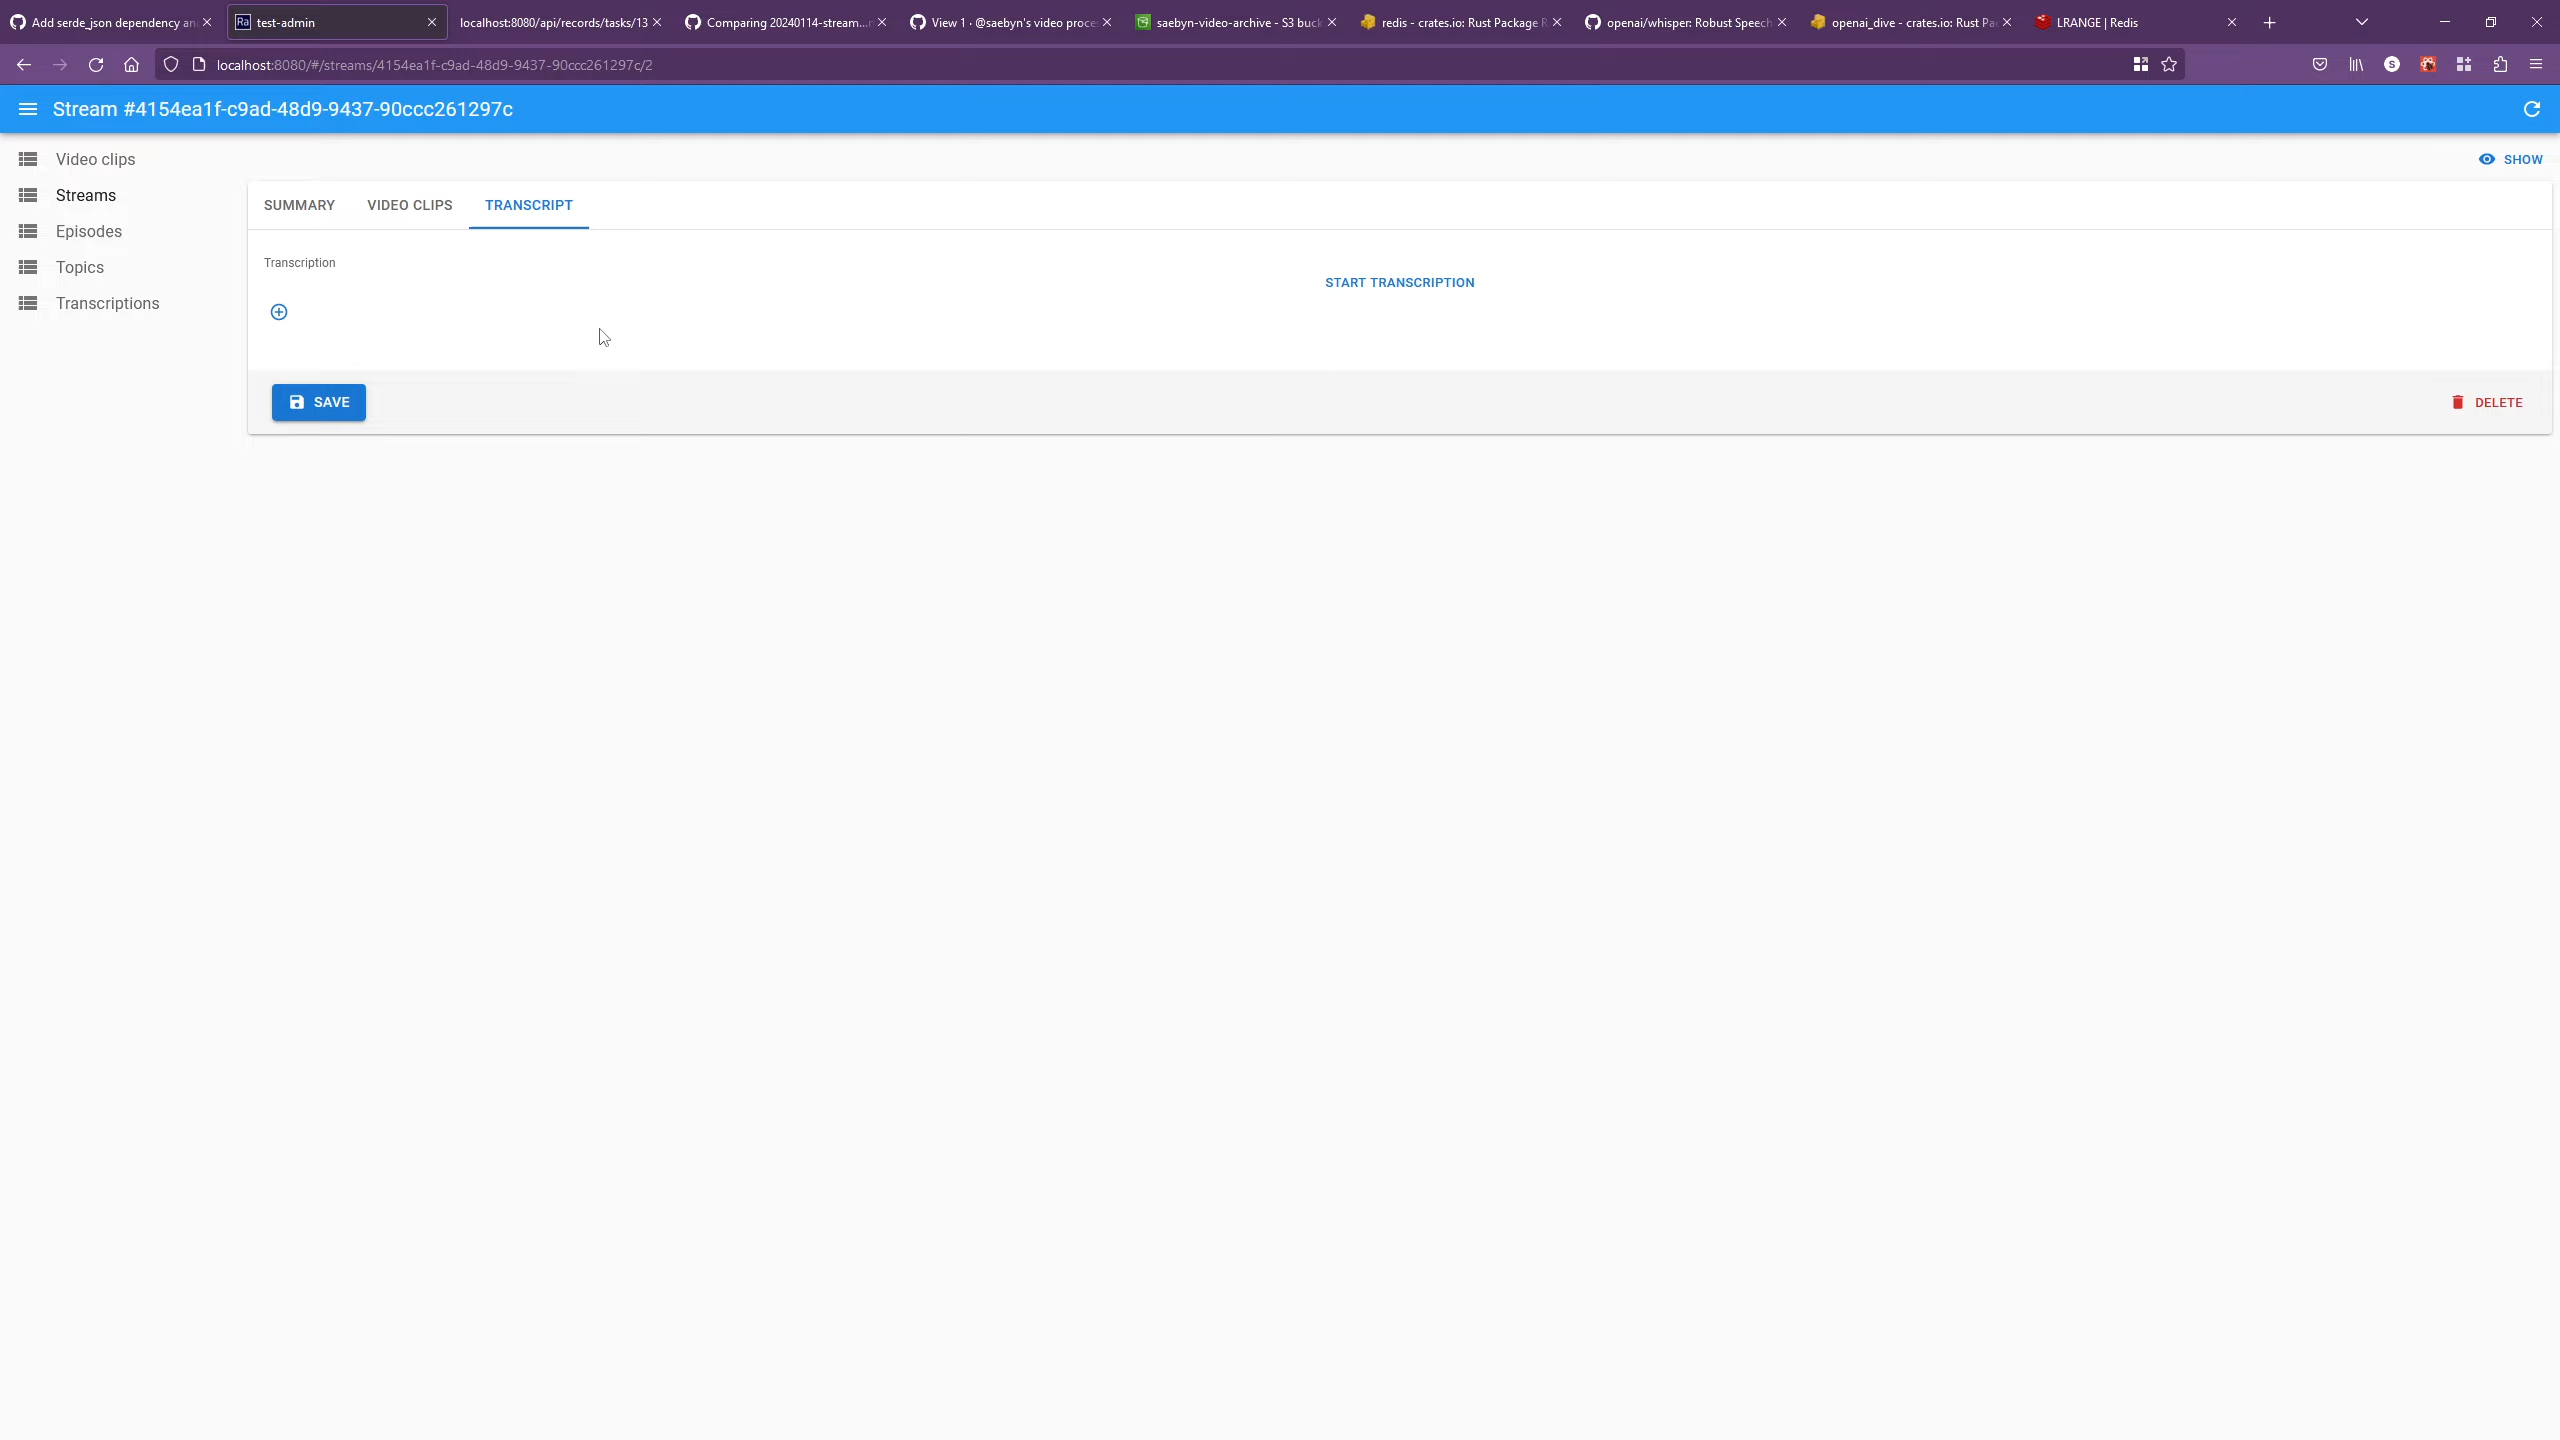 Add serde_json dependency an
test-admin
localhost:8080/api/records/tasks/13
Comparing 20240114-stream...
View 1 · @saebyn's video proce
saebyn-video-archive - S3 buck
redis - crates.io: Rust Package R
openai/whisper: Robust Speech
openai_dive - crates.io: Rust Pa
LRANGE | Redis
localhost:8080/#/streams/4154ea1f-c9ad-48d9-9437-90ccc261297c/2
Stream #4154ea1f-c9ad-48d9-9437-90ccc261297c
Video clips
Streams
Episodes
Topics
Transcriptions
SHOW
SUMMARY
VIDEO CLIPS
TRANSCRIPT
Transcription
START TRANSCRIPTION
SAVE
DELETE